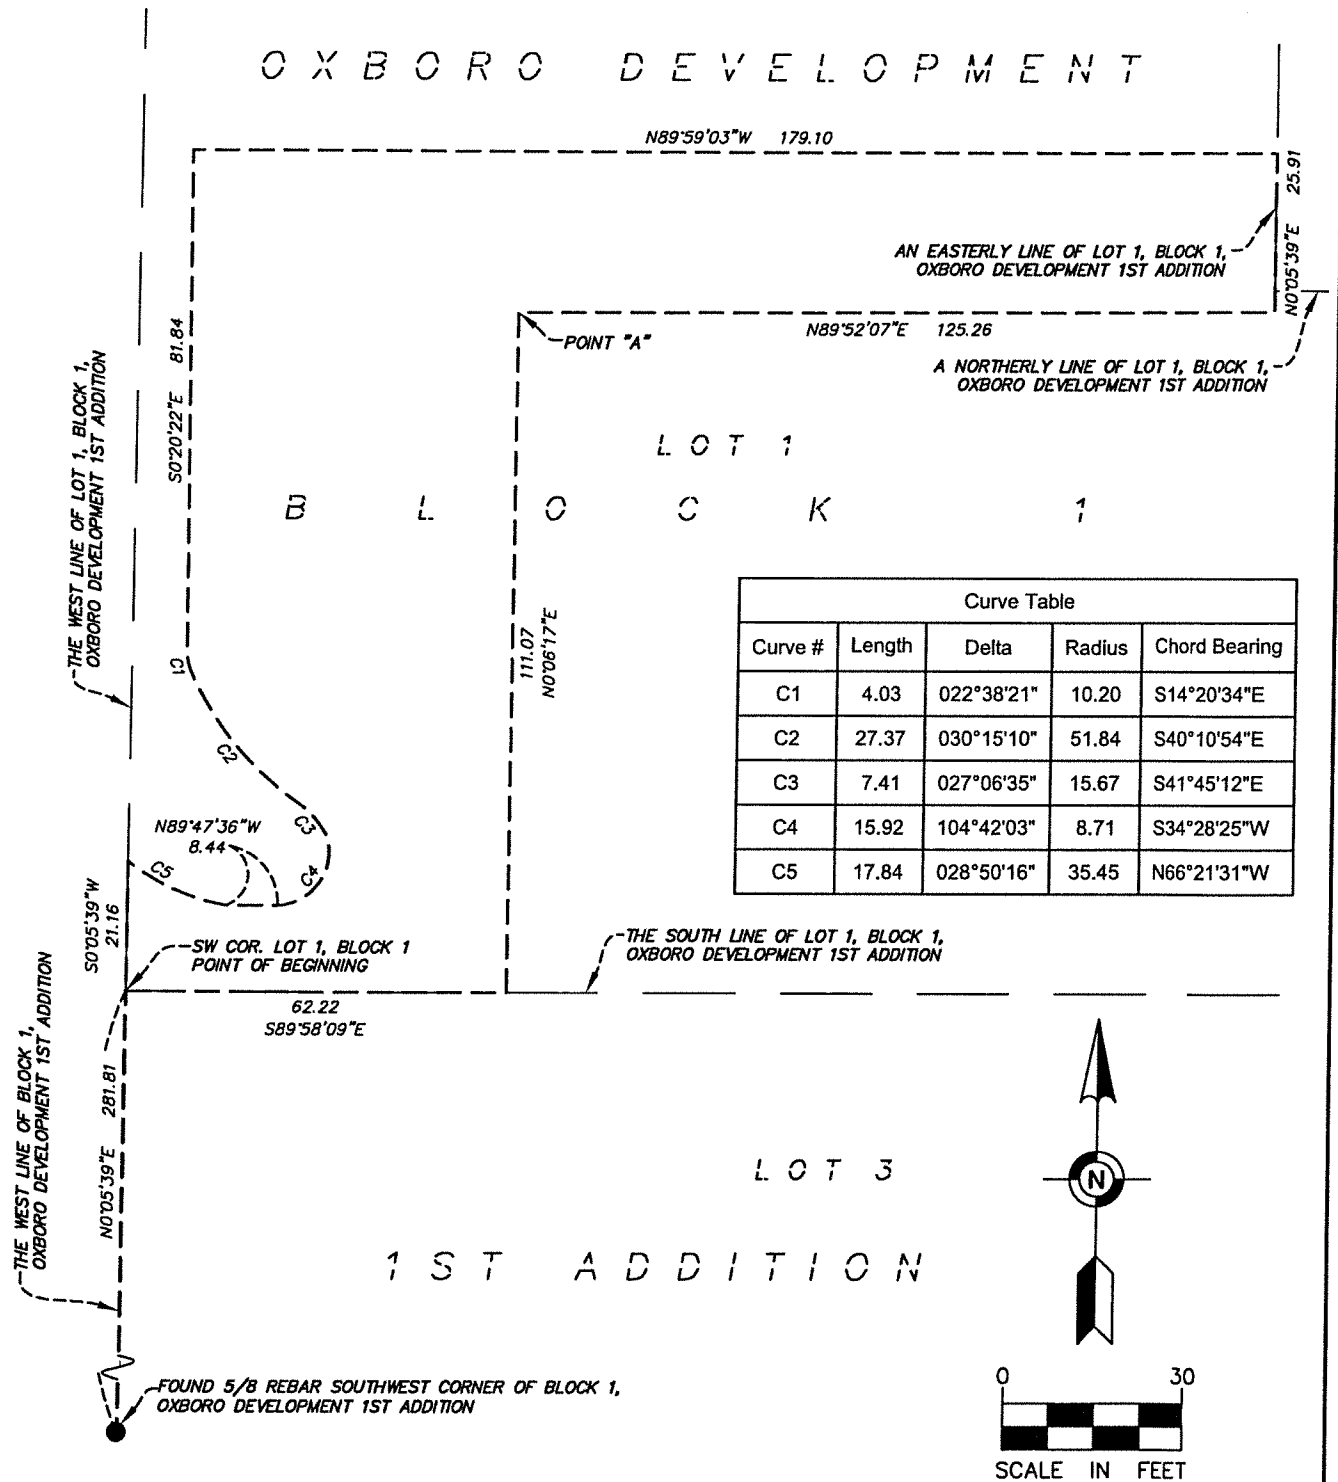 OXBORO DEVELOPMENT
N89°59'03"W 179.10
25.91
N0°05'39"E
AN EASTERLY LINE OF LOT 1, BLOCK 1,
OXBORO DEVELOPMENT 1ST ADDITION
N89°52'07"E 125.26
POINT "A"
A NORTHERLY LINE OF LOT 1, BLOCK 1,
OXBORO DEVELOPMENT 1ST ADDITION
S0°20'22"E 81.84
THE WEST LINE OF LOT 1, BLOCK 1,
OXBORO DEVELOPMENT 1ST ADDITION
LOT 1
BLOCK 1
111.07
N0°06'17"E
Curve Table
Curve # Length Delta Radius Chord Bearing
C1 4.03 022°38'21" 10.20 S14°20'34"E
C2 27.37 030°15'10" 51.84 S40°10'54"E
C3 7.41 027°06'35" 15.67 S41°45'12"E
C4 15.92 104°42'03" 8.71 S34°28'25"W
C5 17.84 028°50'16" 35.45 N66°21'31"W
C1
C2
C3
N89°47'36"W
8.44
C5
C4
S0°05'39"W
21.16
SW COR. LOT 1, BLOCK 1
POINT OF BEGINNING
THE SOUTH LINE OF LOT 1, BLOCK 1,
OXBORO DEVELOPMENT 1ST ADDITION
62.22
S89°58'09"E
THE WEST LINE OF BLOCK 1,
OXBORO DEVELOPMENT 1ST ADDITION
N0°05'39"E 281.81
LOT 3
N
1ST ADDITION
FOUND 5/8 REBAR SOUTHWEST CORNER OF BLOCK 1,
OXBORO DEVELOPMENT 1ST ADDITION
0 30
SCALE IN FEET